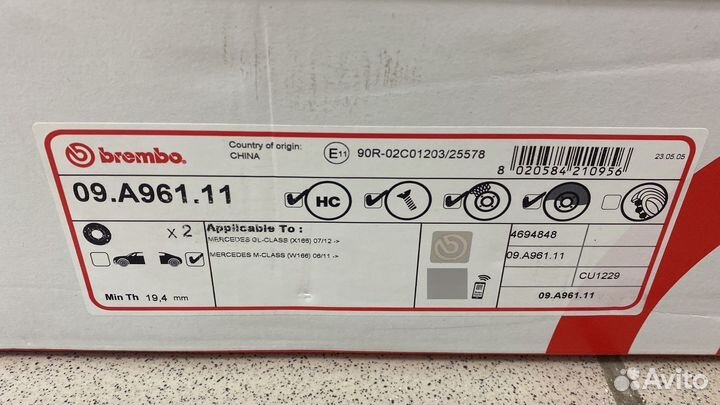 brembo.
Country of origin:
CHINA
E11 90R-02C01203/25578
8 020584 210956
23.05.05
09.A961.11
HC
x 2
Applicable To :
MERCEDES GL-CLASS (X166) 07/12 ->
MERCEDES M-CLASS (W166) 06/11 ->
Min Th 19,4 mm
4694848
09.A961.11
CU1229
09.A961.11
Avito